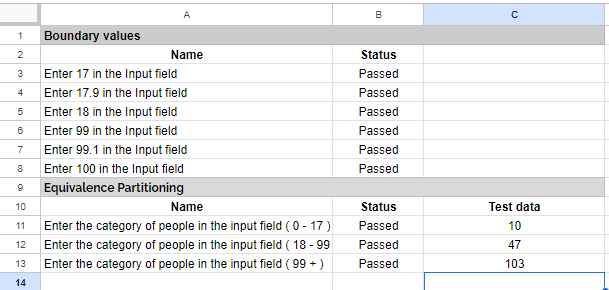 A B C
1 Boundary values
2 Name Status
3 Enter 17 in the Input field Passed
4 Enter 17.9 in the Input field Passed
5 Enter 18 in the Input field Passed
6 Enter 99 in the Input field Passed
7 Enter 99.1 in the Input field Passed
8 Enter 100 in the Input field Passed
9 Equivalence Partitioning
10 Name Status Test data
11 Enter the category of people in the input field ( 0 - 17 ) Passed 10
12 Enter the category of people in the input field ( 18 - 99 Passed 47
13 Enter the category of people in the input field ( 99 + ) Passed 103
14